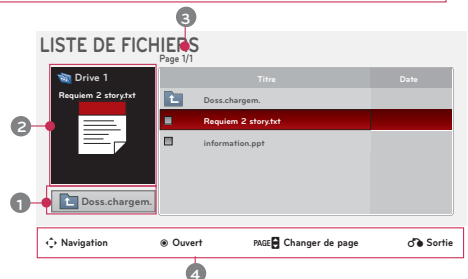 3
LISTE DE FICHIERS
Page 1/1
Drive 1
Requiem 2 story.txt
Titre
Date
Doss.chargem.
Requiem 2 story.txt
information.ppt
2
1
Doss.chargem.
Navigation
Ouvert
PAGE Changer de page
Sortie
4